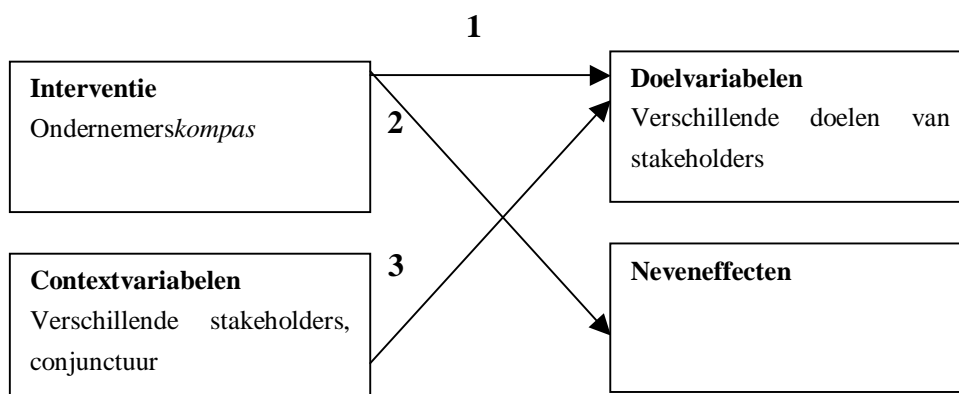 1
Interventie
Ondernemerskompas
Doelvariabelen
Verschillende doelen van
stakeholders
2
3
Contextvariabelen
Verschillende stakeholders,
conjunctuur
Neveneffecten